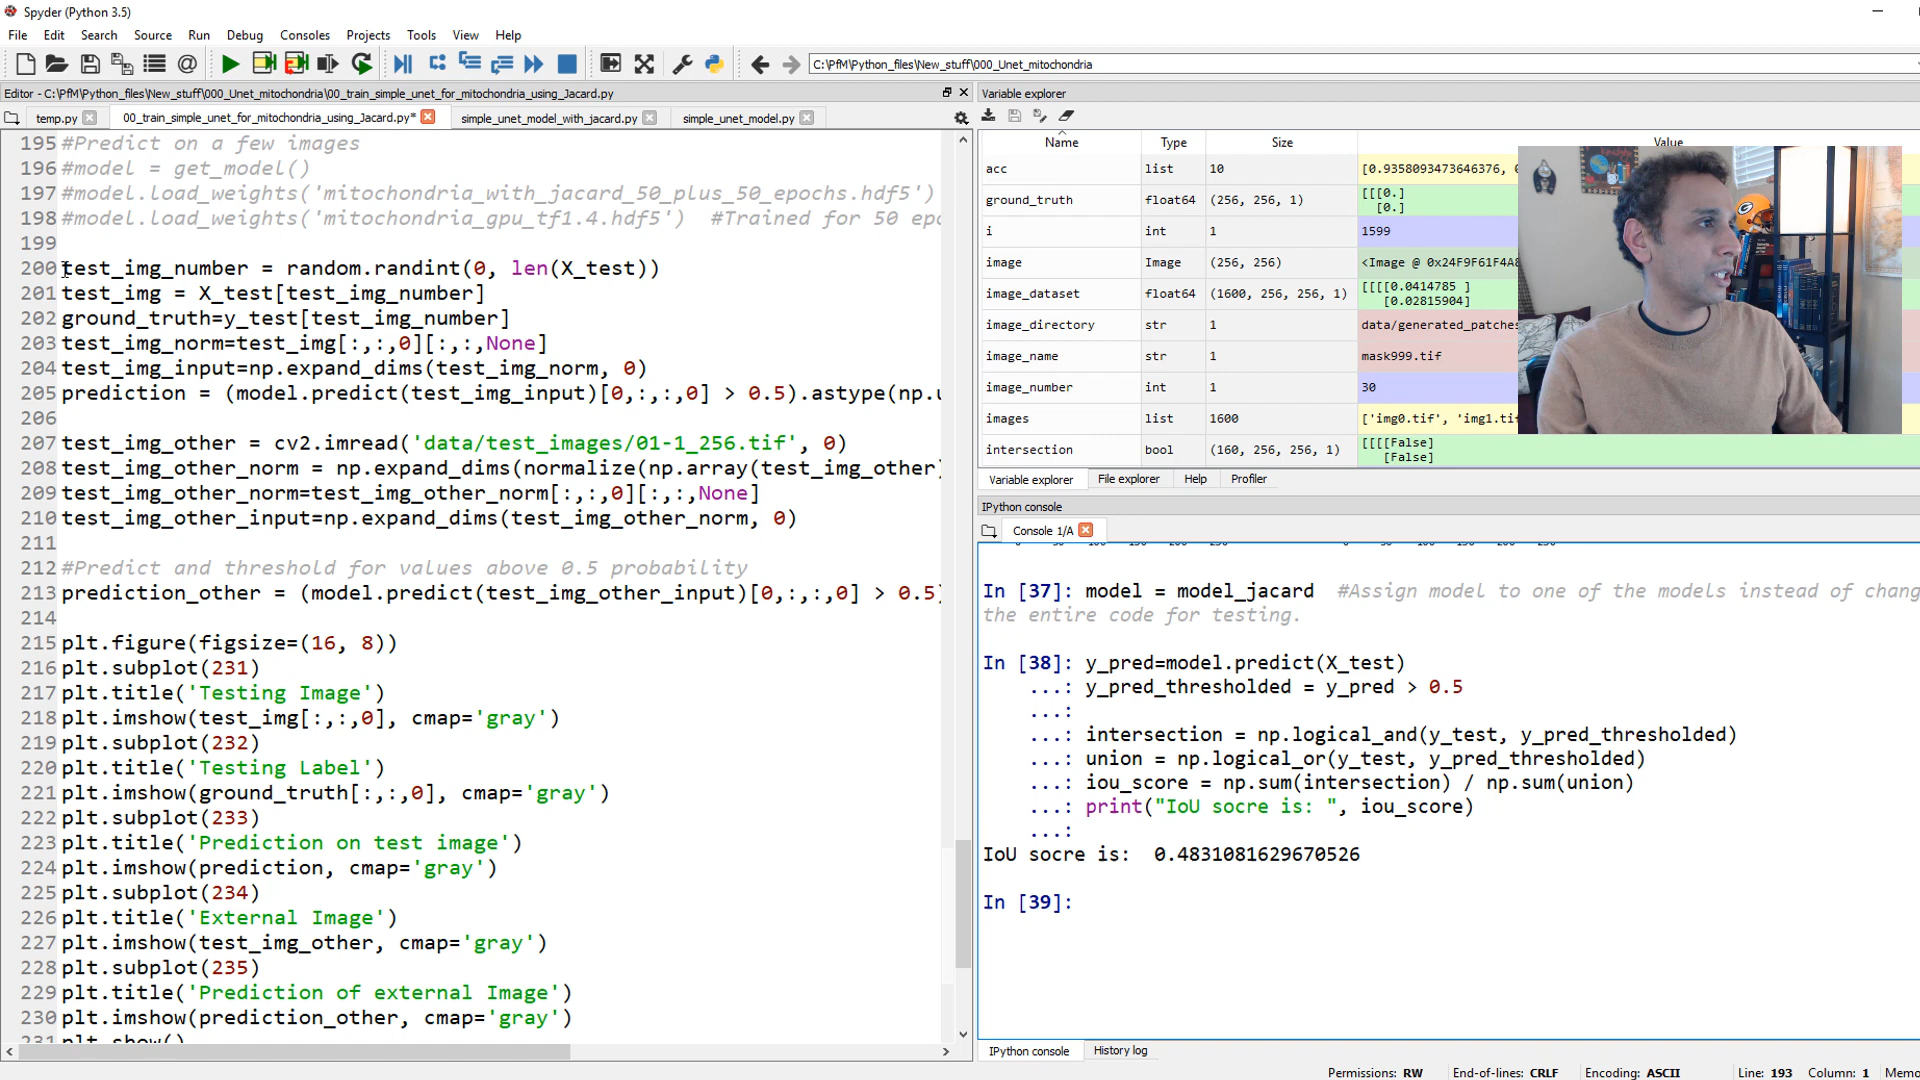 Spyder (Python 3.5)
File Edit Search Source Run Debug Consoles Projects Tools View Help
C:\PfM\Python_files\New_stuff\000_Unet_mitochondria
Editor - C:\PfM\Python_files\New_stuff\000_Unet_mitochondria\00_train_simple_unet_for_mitochondria_using_Jacard.py
temp.py 00_train_simple_unet_for_mitochondria_using_Jacard.py* simple_unet_model_with_jacard.py simple_unet_model.py
195 #Predict on a few images
196 #model = get_model()
197 #model.load_weights('mitochondria_with_jacard_50_plus_50_epochs.hdf5')
198 #model.load_weights('mitochondria_gpu_tf1.4.hdf5')  #Trained for 50 epo
199
200 test_img_number = random.randint(0, len(X_test))
201 test_img = X_test[test_img_number]
202 ground_truth=y_test[test_img_number]
203 test_img_norm=test_img[:,:,0][:,:,None]
204 test_img_input=np.expand_dims(test_img_norm, 0)
205 prediction = (model.predict(test_img_input)[0,:,:,0] > 0.5).astype(np.u
206
207 test_img_other = cv2.imread('data/test_images/01-1_256.tif', 0)
208 test_img_other_norm = np.expand_dims(normalize(np.array(test_img_other)
209 test_img_other_norm=test_img_other_norm[:,:,0][:,:,None]
210 test_img_other_input=np.expand_dims(test_img_other_norm, 0)
211
212 #Predict and threshold for values above 0.5 probability
213 prediction_other = (model.predict(test_img_other_input)[0,:,:,0] > 0.5)
214
215 plt.figure(figsize=(16, 8))
216 plt.subplot(231)
217 plt.title('Testing Image')
218 plt.imshow(test_img[:,:,0], cmap='gray')
219 plt.subplot(232)
220 plt.title('Testing Label')
221 plt.imshow(ground_truth[:,:,0], cmap='gray')
222 plt.subplot(233)
223 plt.title('Prediction on test image')
224 plt.imshow(prediction, cmap='gray')
225 plt.subplot(234)
226 plt.title('External Image')
227 plt.imshow(test_img_other, cmap='gray')
228 plt.subplot(235)
229 plt.title('Prediction of external Image')
230 plt.imshow(prediction_other, cmap='gray')
231 plt.show()
Variable explorer
Name Type Size Value
acc list 10 [0.9358093473646376,
ground_truth float64 (256, 256, 1) [[[0.]
[0.]
i int 1 1599
image Image (256, 256) <Image @ 0x24F9F61F4A8
image_dataset float64 (1600, 256, 256, 1) [[[[0.0414785 ]
[0.02815904]
image_directory str 1 data/generated_patches
image_name str 1 mask999.tif
image_number int 1 30
images list 1600 ['img0.tif', 'img1.ti
intersection bool (160, 256, 256, 1) [[[[False]
[False]
Variable explorer File explorer Help Profiler
IPython console
Console 1/A
In [37]: model = model_jacard  #Assign model to one of the models instead of chang
the entire code for testing.
In [38]: y_pred=model.predict(X_test)
...: y_pred_thresholded = y_pred > 0.5
...:
...: intersection = np.logical_and(y_test, y_pred_thresholded)
...: union = np.logical_or(y_test, y_pred_thresholded)
...: iou_score = np.sum(intersection) / np.sum(union)
...: print("IoU socre is: ", iou_score)
...:
IoU socre is:  0.4831081629670526
In [39]:
IPython console History log
Permissions: RW End-of-lines: CRLF Encoding: ASCII Line: 193 Column: 1 Memo